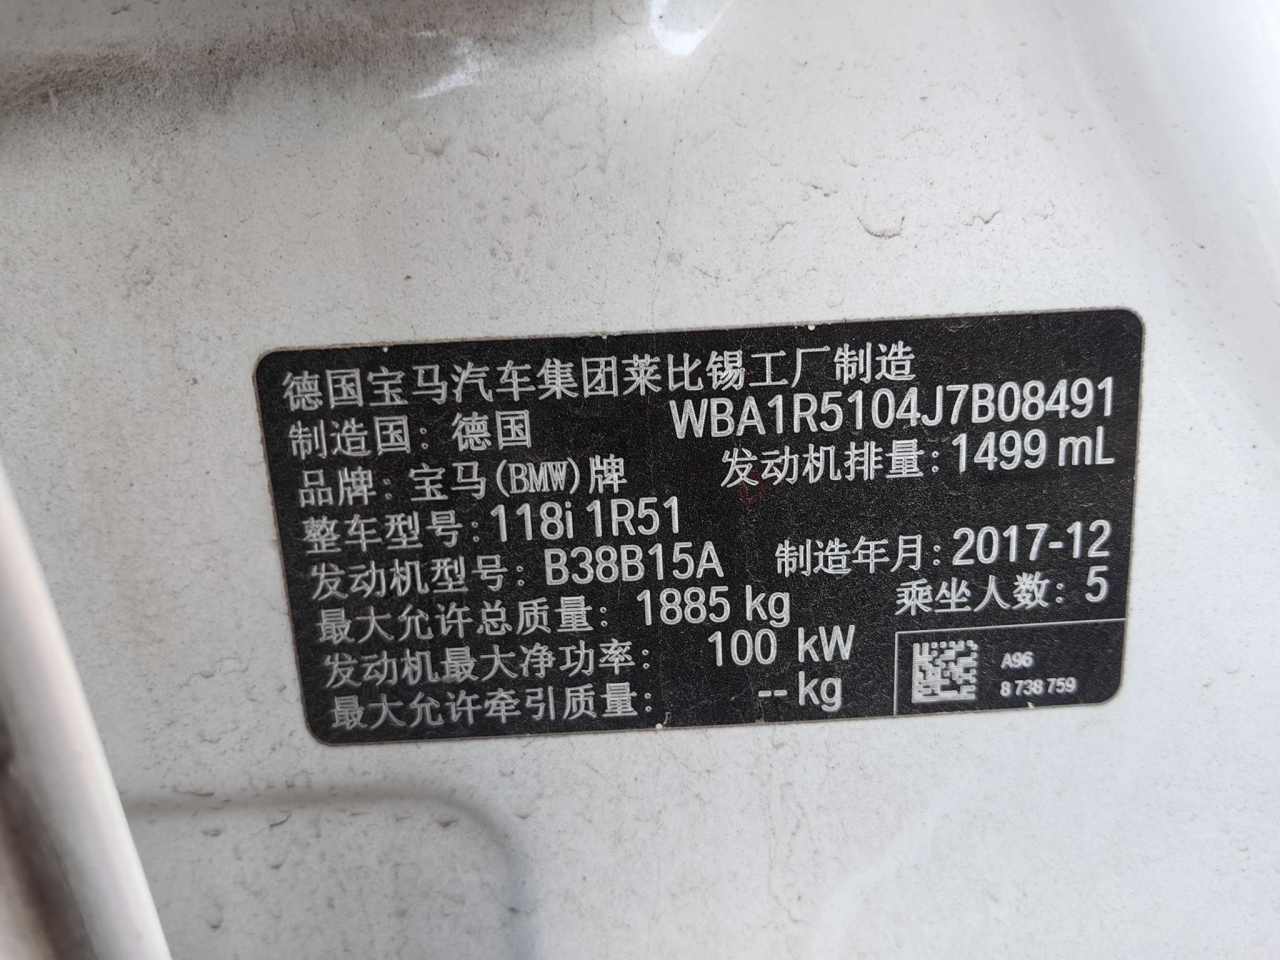 德国宝马汽车集团莱比锡工厂制造
制造国：德国 WBA1R5104J7B08491
品牌：宝马(BMW)牌 发动机排量：1499 mL
整车型号：118i 1R51
发动机型号：B38B15A 制造年月：2017-12
最大允许总质量：1885 kg 乘坐人数：5
发动机最大净功率：100 kW
最大允许牵引质量：-- kg
A96
8 738 759